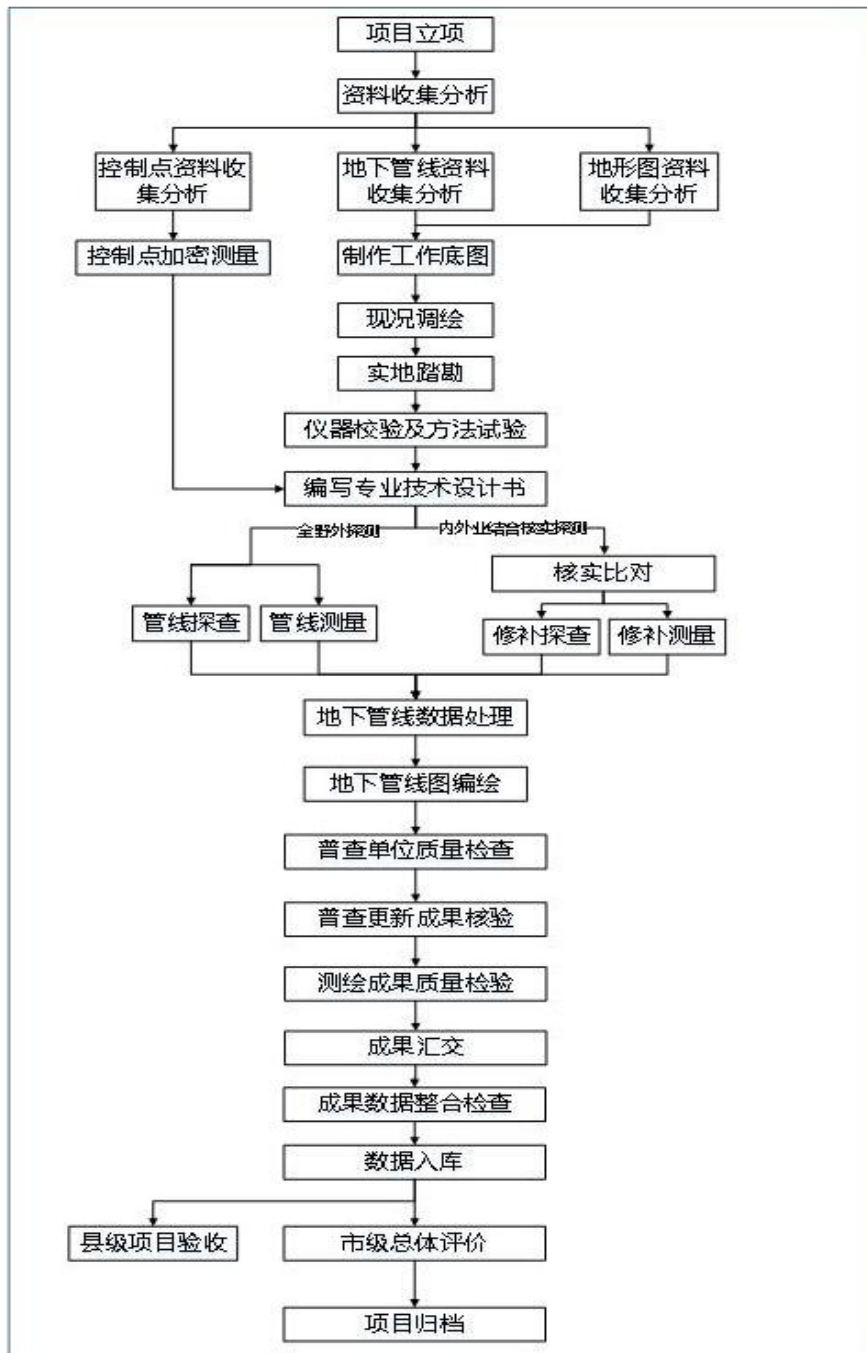 项目立项
资料收集分析
控制点资料收
集分析
地下管线资料
收集分析
地形图资料
收集分析
控制点加密测量
制作工作底图
现况调绘
实地踏勘
仪器校验及方法试验
编写专业技术设计书
全野外探测
内外业结合核实探测
核实比对
管线探查
管线测量
修补探查
修补测量
地下管线数据处理
地下管线图编绘
普查单位质量检查
普查更新成果核验
测绘成果质量检验
成果汇交
成果数据整合检查
数据入库
县级项目验收
市级总体评价
项目归档